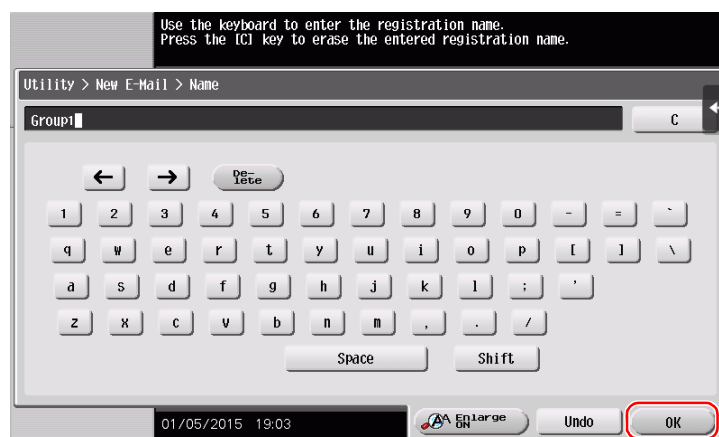 Use the keyboard to enter the registration name.
Press the [C] key to erase the entered registration name.
Utility > New E-Mail > Name
Group1
C
← → De-
lete
1 2 3 4 5 6 7 8 9 0 - = `
q w e r t y u i o p [ ] \
a s d f g h j k l ; '
z x c v b n m , . /
Space Shift
01/05/2015 19:03
Enlarge
ON
Undo
OK